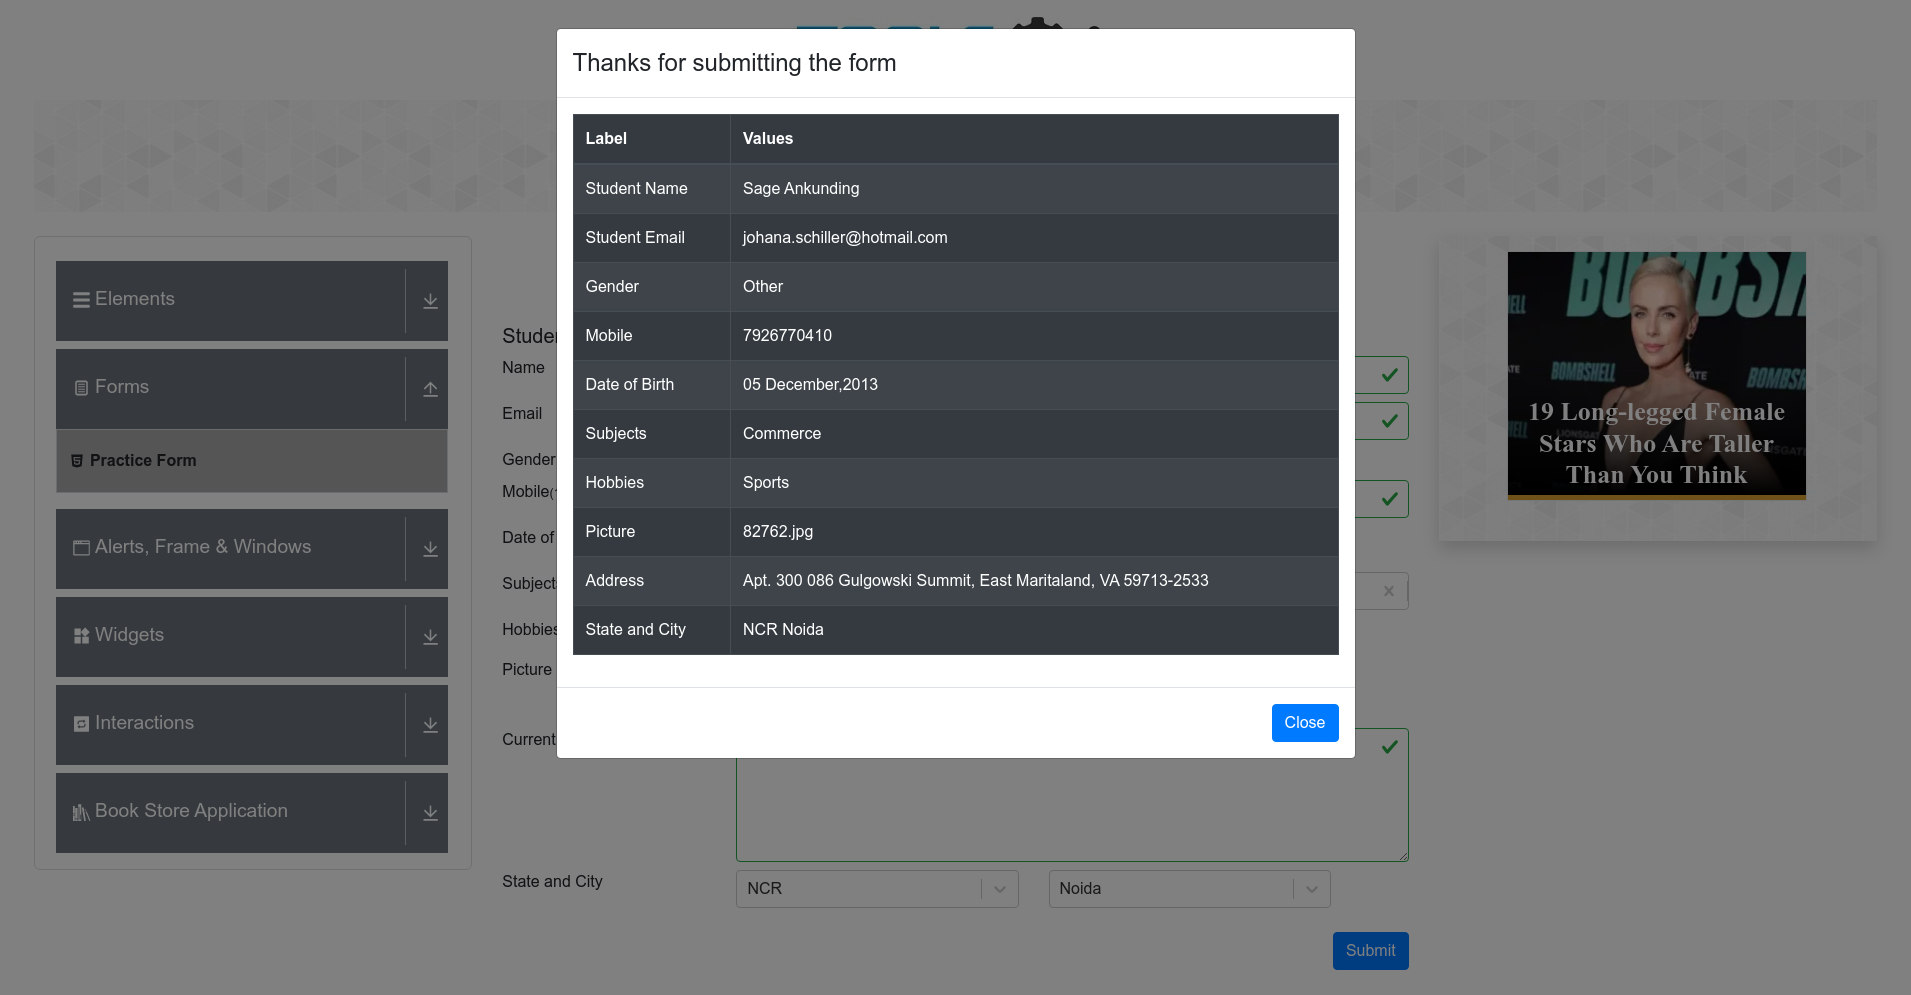 Thanks for submitting the form
Label Values
Student Name Sage Ankunding
Student Email johana.schiller@hotmail.com
Gender Other
Mobile 7926770410
Date of Birth 05 December,2013
Subjects Commerce
Hobbies Sports
Picture 82762.jpg
Address Apt. 300 086 Gulgowski Summit, East Maritaland, VA 59713-2533
State and City NCR Noida
Close
Elements
Forms
Practice Form
Alerts, Frame & Windows
Widgets
Interactions
Book Store Application
Name
Email
Gender
Mobile
Date of
Hobbies
Picture
Current
State and City NCR Noida
Submit
BOMBSHELL
19 Long-legged Female
Stars Who Are Taller
Than You Think